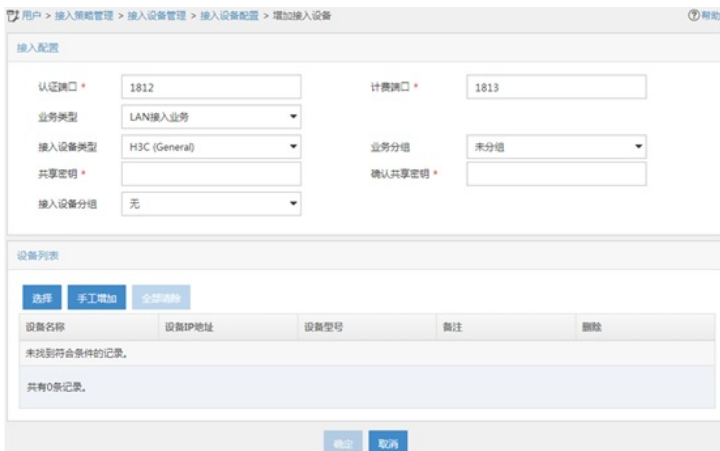 用户 > 接入策略管理 > 接入设备管理 > 接入设备配置 > 增加接入设备 ?帮助
接入配置
认证端口 * 1812 计费端口 * 1813
业务类型 LAN接入业务
接入设备类型 H3C (General) 业务分组 未分组
共享密钥 * 确认共享密钥 *
接入设备分组 无
设备列表
选择 手工增加 全部清除
设备名称 设备IP地址 设备型号 备注 删除
未找到符合条件的记录。
共有0条记录。
确定 取消